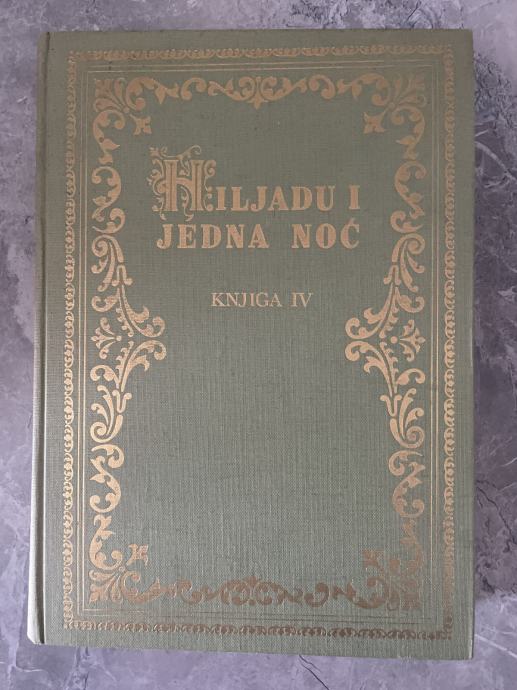 HILJADU I
JEDNA NOĆ
KNJIGA IV